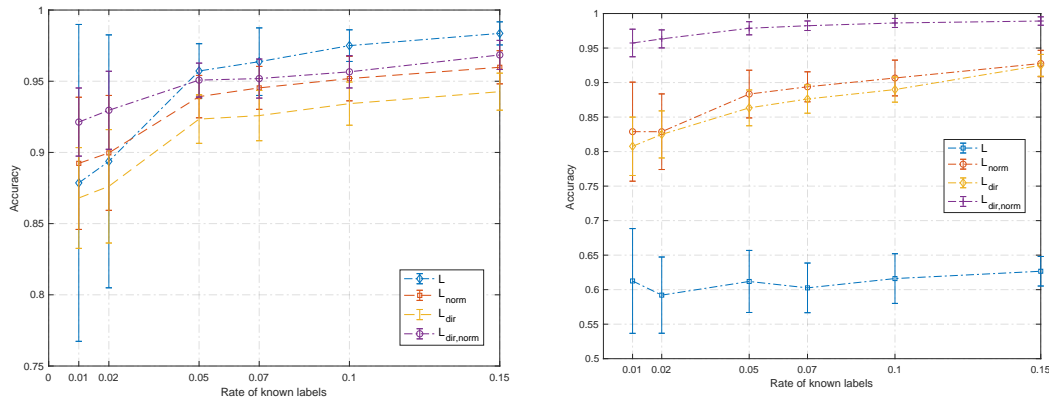 1
0.95
0.9
0.85
0.8
0.75
Accuracy
0 0.01 0.02 0.05 0.07 0.1 0.15
Rate of known labels
L
L_norm
L_dir
L_dir,norm
1
0.95
0.9
0.85
0.8
0.75
0.7
0.65
0.6
0.55
0.5
Accuracy
0.01 0.02 0.05 0.07 0.1 0.15
Rate of known labels
L
L_norm
L_dir
L_dir,norm